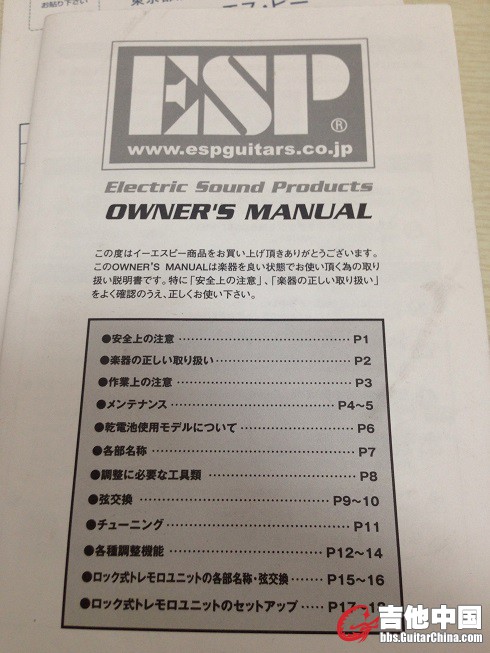 お貼り下さい
ESP®
www.espguitars.co.jp
Electric Sound Products
OWNER'S MANUAL
この度はイーエスピー商品をお買い上げ頂きありがとうございます。
このOWNER'S MANUALは楽器を良い状態でお使い頂く為の取り
扱い説明書です。特に「安全上の注意」、「楽器の正しい取り扱い」
をよく確認のうえ、正しくお使い下さい。
●安全上の注意 P1
●楽器の正しい取り扱い P2
●作業上の注意 P3
●メンテナンス P4〜5
●乾電池使用モデルについて P6
●各部名称 P7
●調整に必要な工具類 P8
●弦交換 P9〜10
●チューニング P11
●各種調整機能 P12〜14
●ロック式トレモロユニットの各部名称・弦交換 P15〜16
●ロック式トレモロユニットのセットアップ P17
吉他中国
bbs.GuitarChina.com